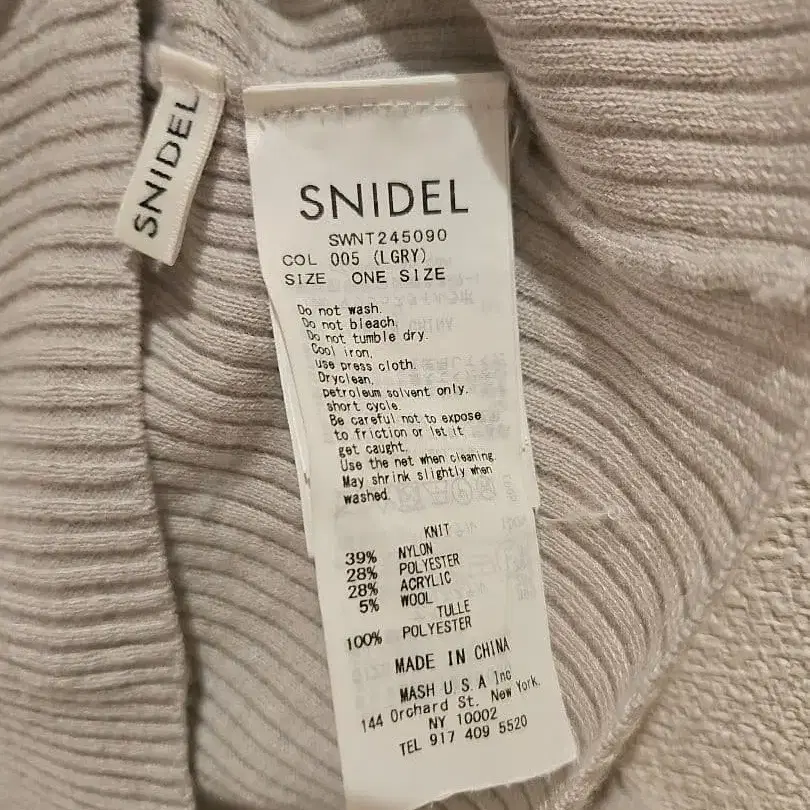 SNIDEL
SNIDEL
SWNT245090
COL 005 (LGRY)
SIZE ONE SIZE
Do not wash.
Do not bleach.
Do not tumble dry.
Cool iron,
use press cloth.
Dryclean,
petroleum solvent only.
short cycle.
Be careful not to expose
to friction or let it
get caught.
Use the net when cleaning.
May shrink slightly when
washed.
KNIT
39% NYLON
28% POLYESTER
28% ACRYLIC
5% WOOL
TULLE
100% POLYESTER
MADE IN CHINA
MASH U.S.A Inc
144 Orchard St. New York.
NY 10002
TEL 917 409 5520